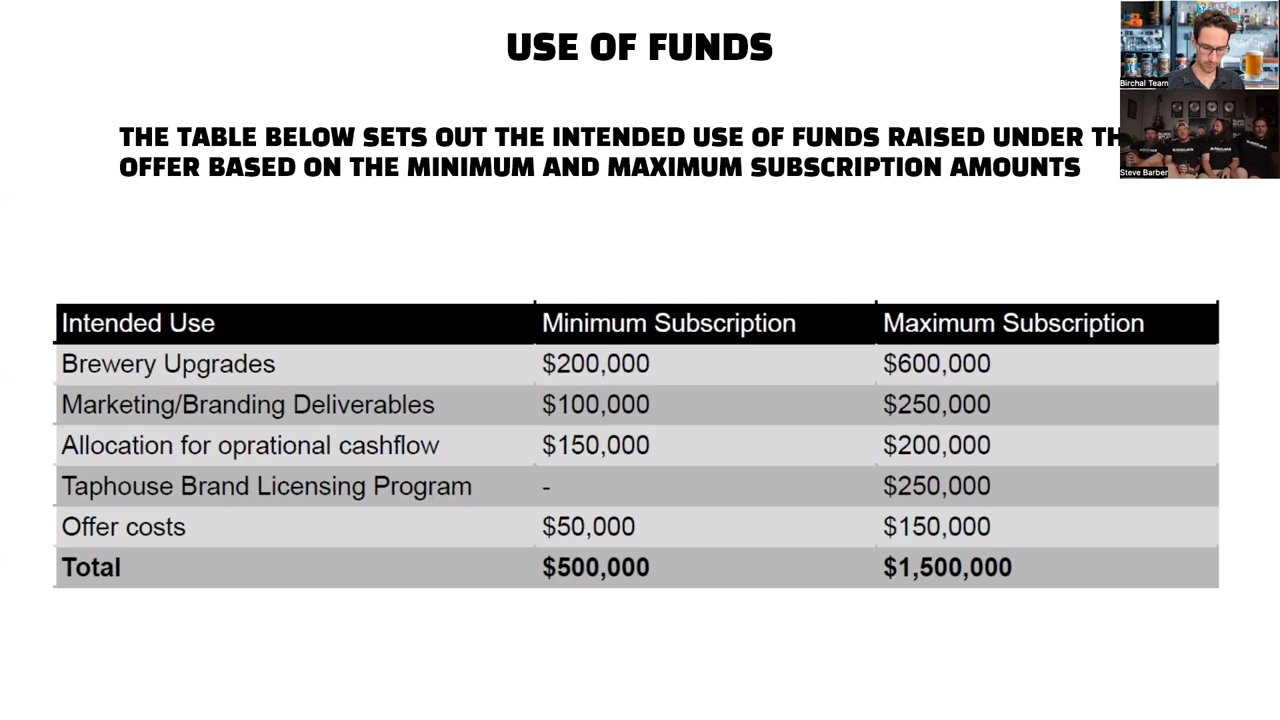 USE OF FUNDS
Birchal Team
THE TABLE BELOW SETS OUT THE INTENDED USE OF FUNDS RAISED UNDER TH
OFFER BASED ON THE MINIMUM AND MAXIMUM SUBSCRIPTION AMOUNTS
Steve Barber
Intended Use Minimum Subscription Maximum Subscription
Brewery Upgrades $200,000 $600,000
Marketing/Branding Deliverables $100,000 $250,000
Allocation for oprational cashflow $150,000 $200,000
Taphouse Brand Licensing Program - $250,000
Offer costs $50,000 $150,000
Total $500,000 $1,500,000